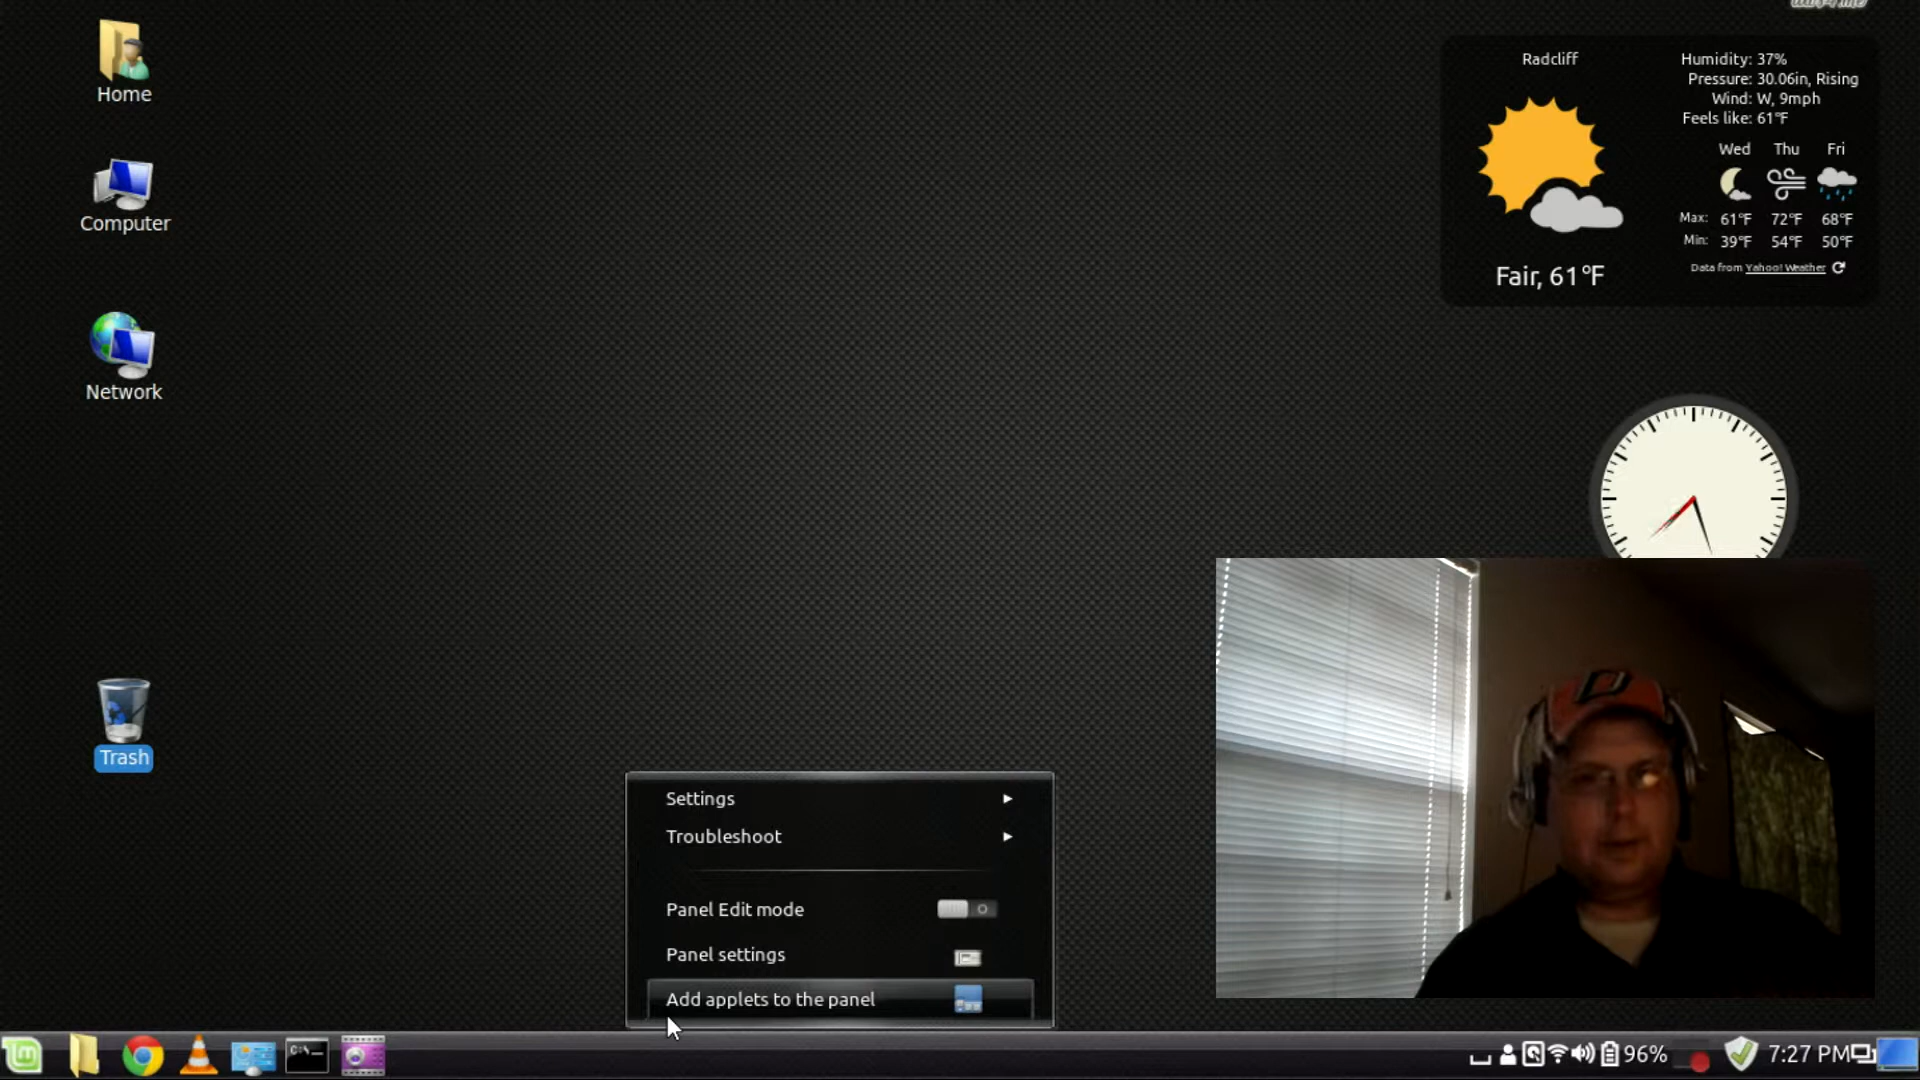 Home
Computer
Network
Trash
Radcliff
Fair, 61°F
Humidity: 37%
Pressure: 30.06in, Rising
Wind: W, 9mph
Feels like: 61°F
Wed Thu Fri
Max: 61°F 72°F 68°F
Min: 39°F 54°F 50°F
Data from Yahoo! Weather
Settings
Troubleshoot
Panel Edit mode
Panel settings
Add applets to the panel
D
C:\
96%
7:27 PM